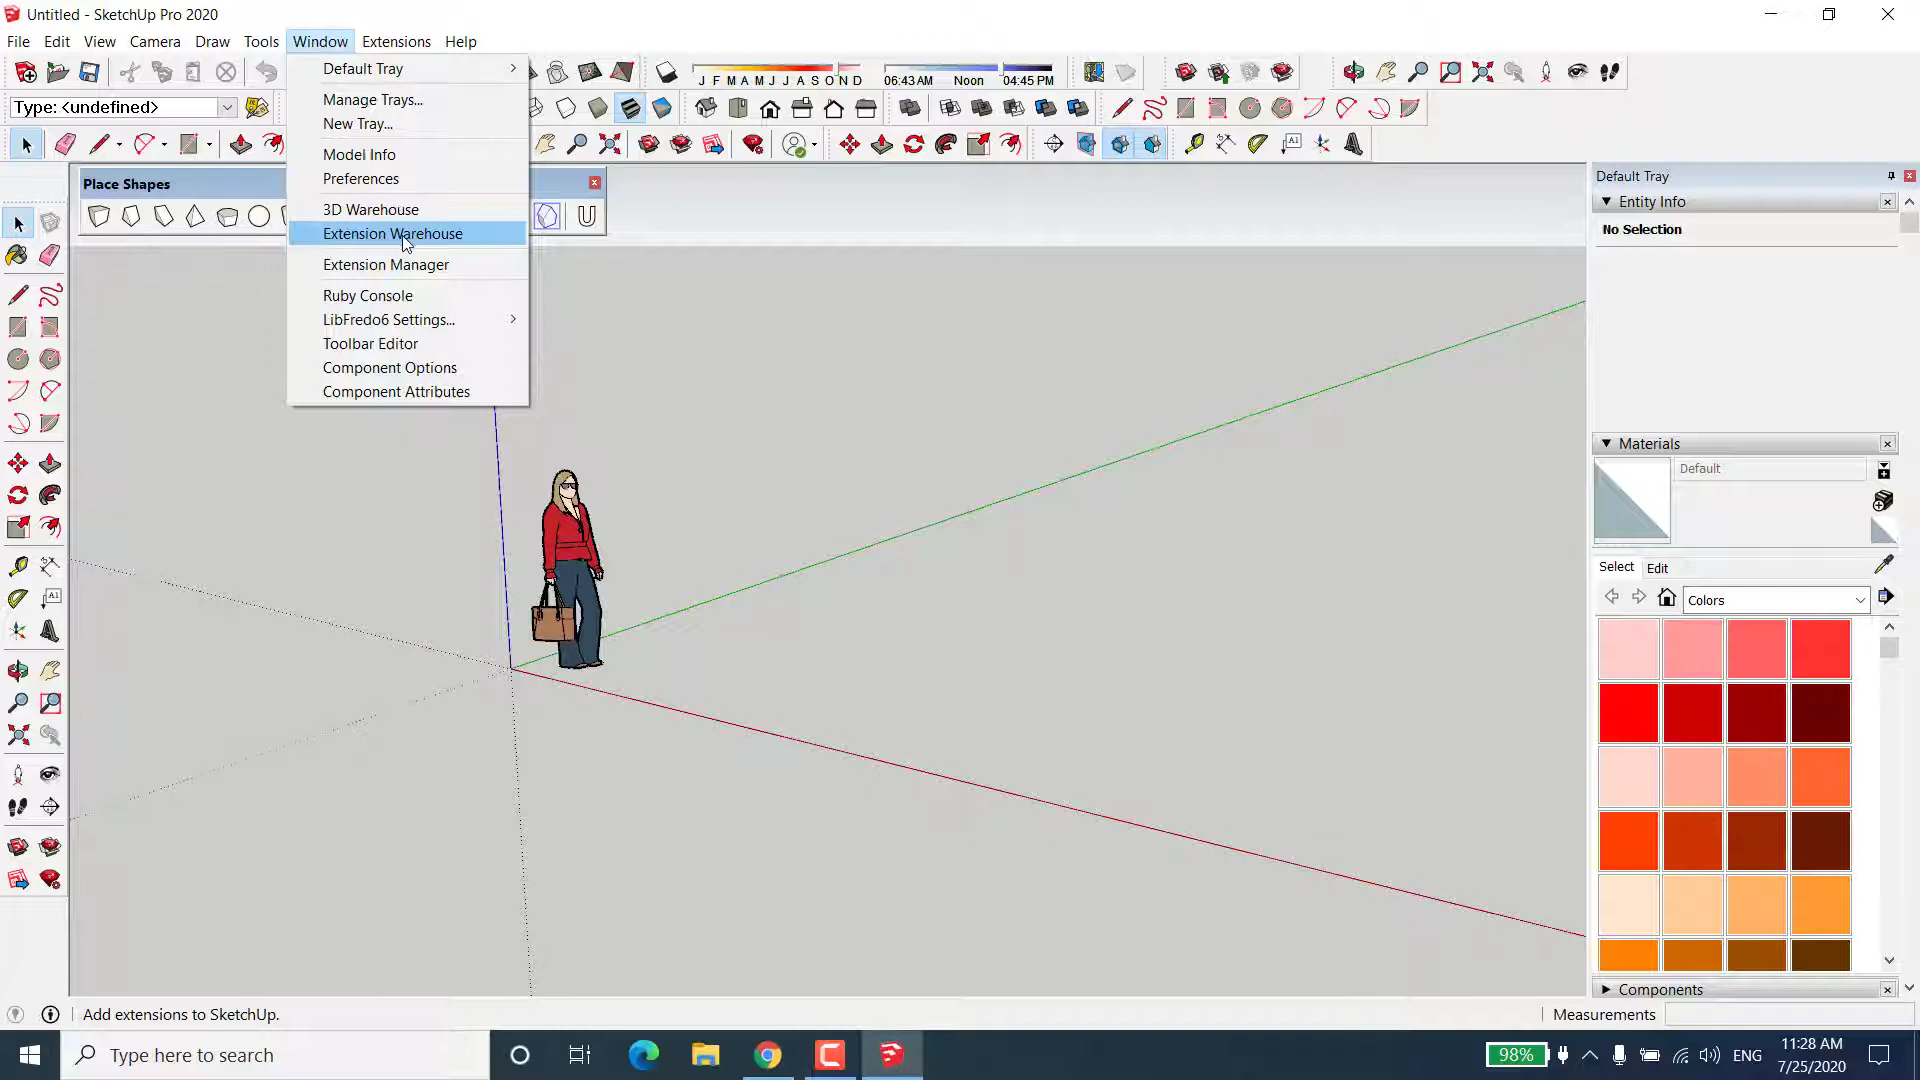 Untitled - SketchUp Pro 2020
File Edit View Camera Draw Tools Window Extensions Help
J F M A M J J A S O N D 06:43 AM Noon 04:45 PM
Type: <undefined>
Place Shapes
Default Tray
Manage Trays...
New Tray...
Model Info
Preferences
3D Warehouse
Extension Warehouse
Extension Manager
Ruby Console
LibFredo6 Settings...
Toolbar Editor
Component Options
Component Attributes
A1
A1
Default Tray
Entity Info
No Selection
Materials
Default
Select Edit
Colors
Components
Add extensions to SketchUp.
Measurements
Type here to search
98%
ENG
11:28 AM
7/25/2020